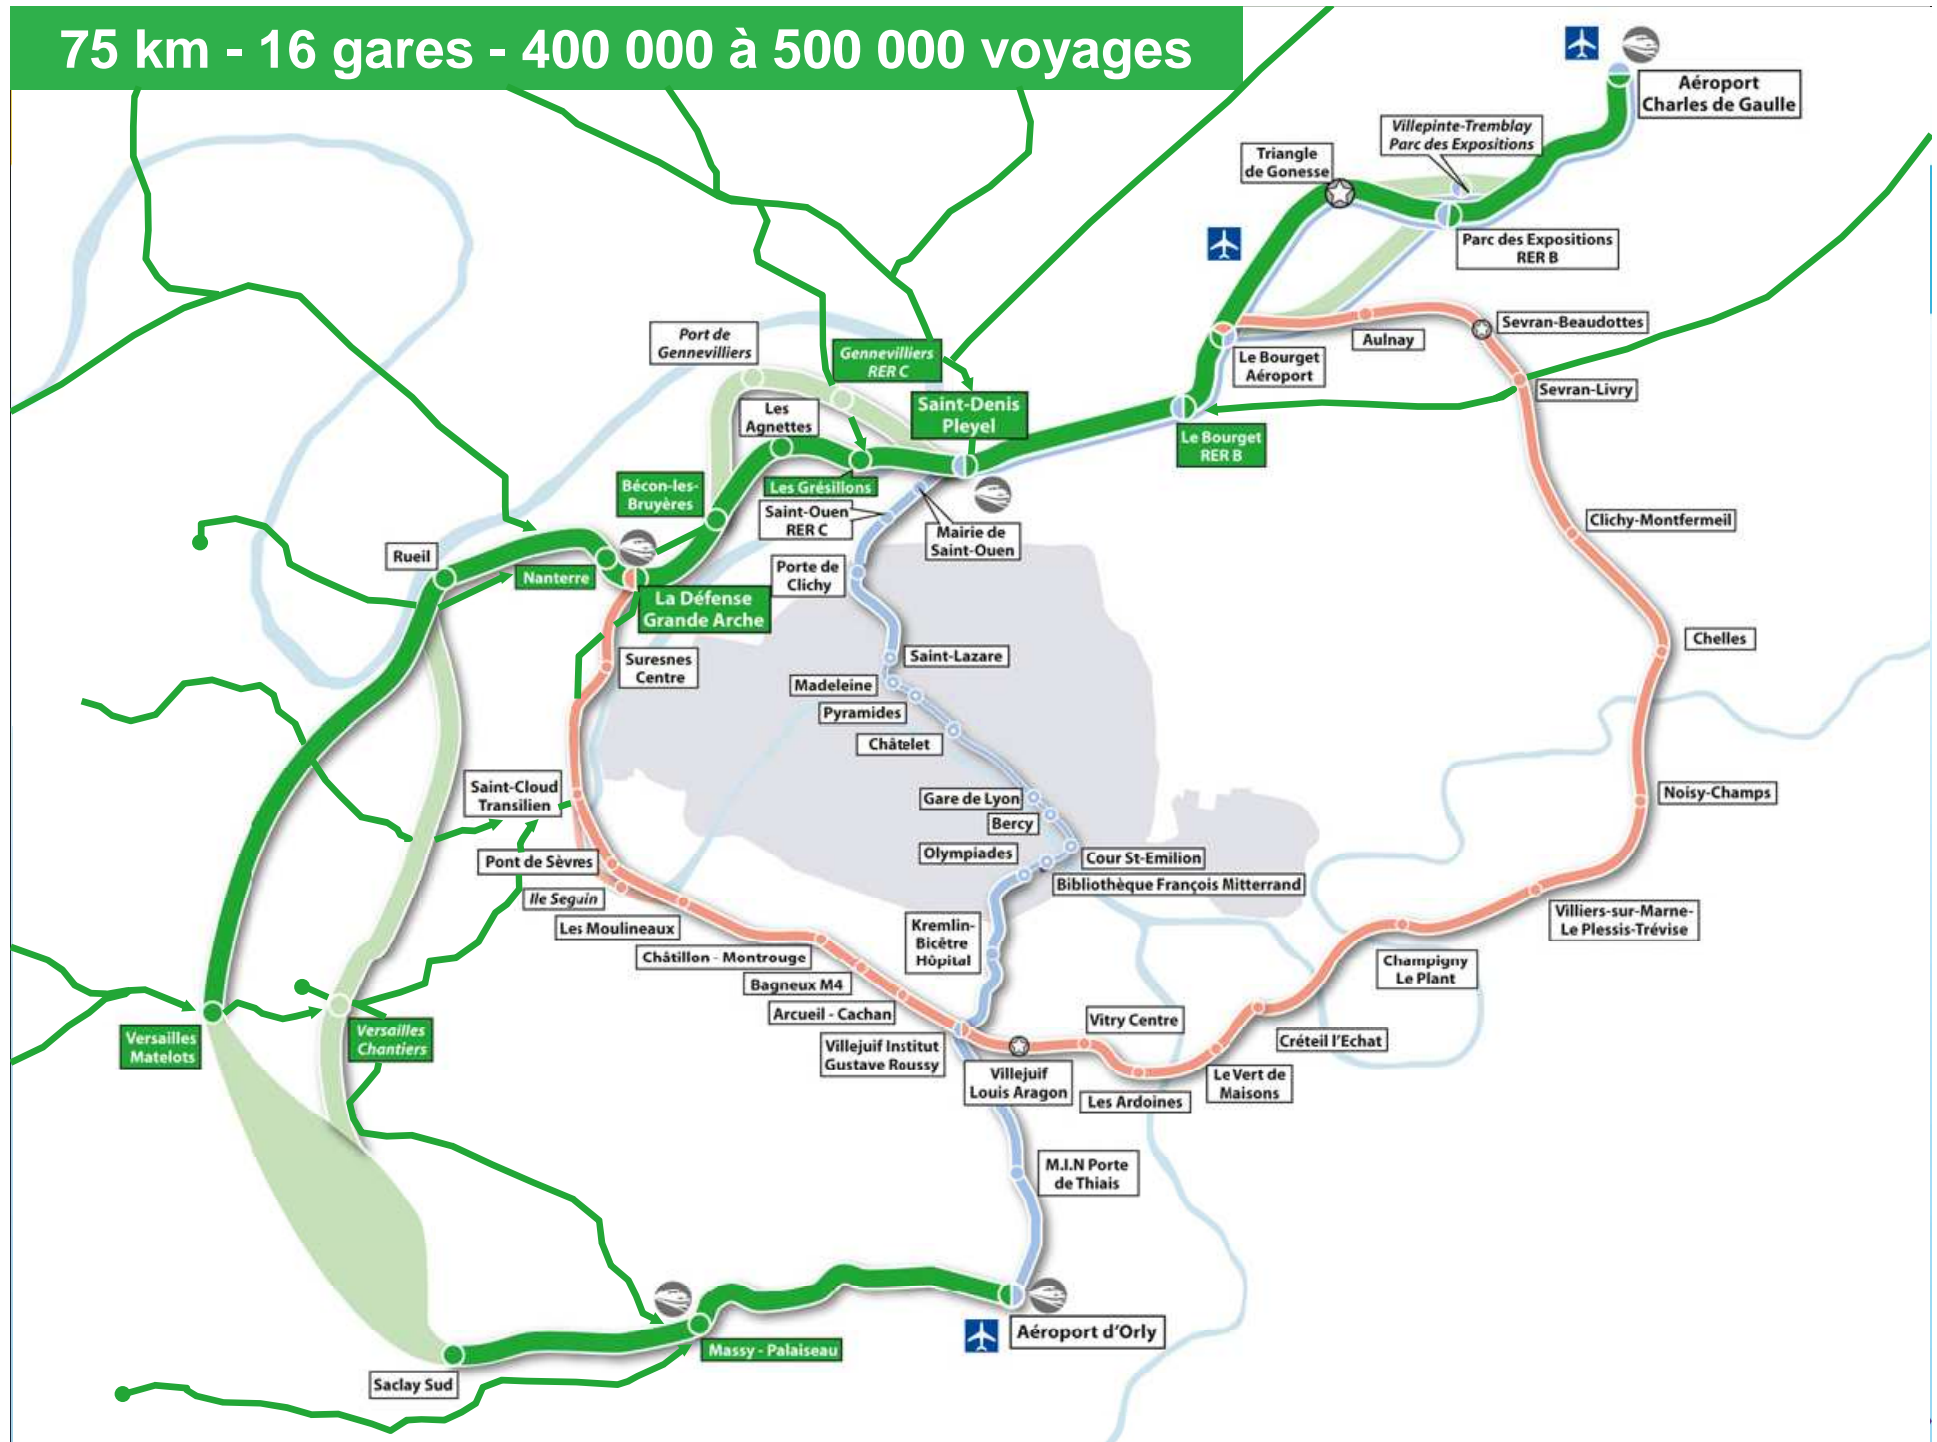 75 km - 16 gares - 400 000 à 500 000 voyages
Aéroport
Charles de Gaulle
Villepinte-Tremblay
Parc des Expositions
Triangle
de Gonesse
Parc des Expositions
RER B
Port de
Gennevilliers
Gennevilliers
RER C
Le Bourget
Aéroport
Aulnay
Sevran-Beaudottes
Sevran-Livry
Les
Agnettes
Saint-Denis
Pleyel
Le Bourget
RER B
Bécon-les-
Bruyères
Les Grésillons
Saint-Ouen
RER C
Mairie de
Saint-Ouen
Clichy-Montfermeil
Rueil
Nanterre
Porte de
Clichy
La Défense
Grande Arche
Chelles
Suresnes
Centre
Saint-Lazare
Madeleine
Pyramides
Châtelet
Saint-Cloud
Transilien
Gare de Lyon
Bercy
Noisy-Champs
Pont de Sèvres
Olympiades
Cour St-Emilion
Bibliothèque François Mitterrand
Ile Seguin
Les Moulineaux
Kremlin-
Bicêtre
Hôpital
Villiers-sur-Marne-
Le Plessis-Trévise
Châtillon - Montrouge
Champigny
Le Plant
Bagneux M4
Arcueil - Cachan
Vitry Centre
Versailles
Matelots
Versailles
Chantiers
Villejuif Institut
Gustave Roussy
Créteil l'Echat
Villejuif
Louis Aragon
Le Vert de
Maisons
Les Ardoines
M.I.N Porte
de Thiais
Aéroport d'Orly
Massy - Palaiseau
Saclay Sud